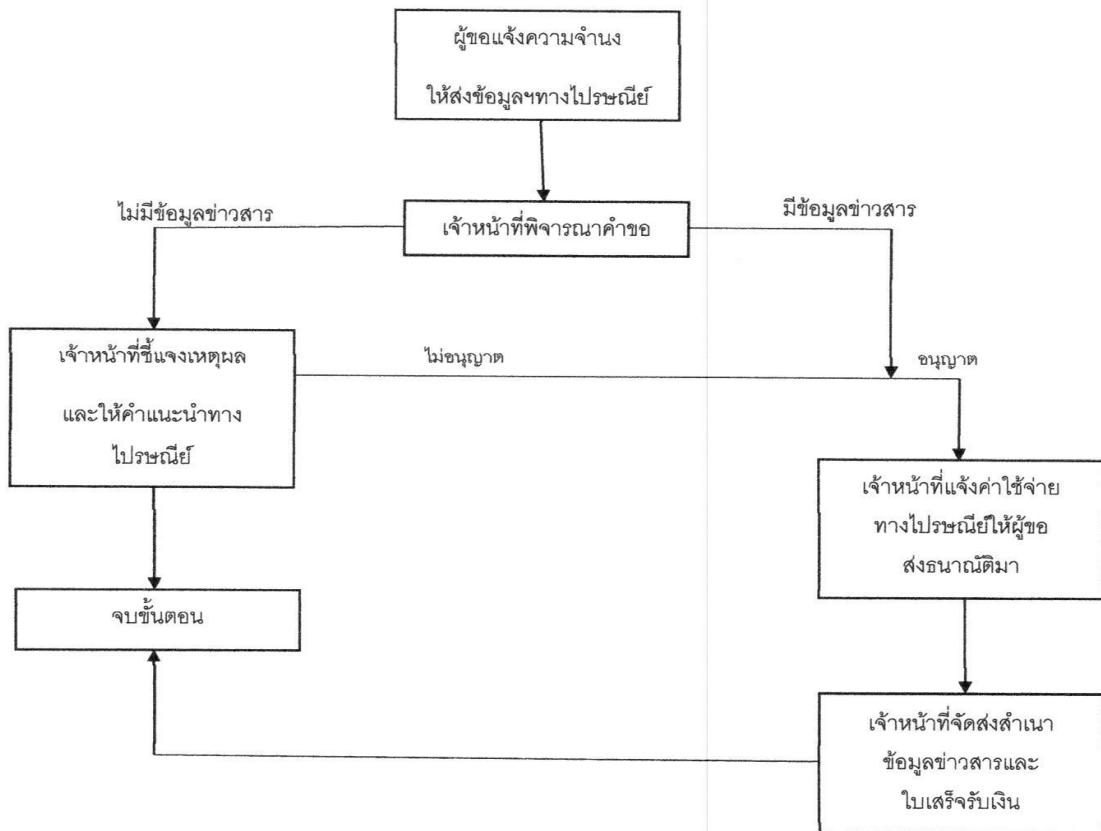 ผู้ขอแจ้งความจำนง
ให้ส่งข้อมูลฯทางไปรษณีย์
ไม่มีข้อมูลข่าวสาร
เจ้าหน้าที่พิจารณาคำขอ
มีข้อมูลข่าวสาร
เจ้าหน้าที่ชี้แจงเหตุผล
และให้คำแนะนำทาง
ไปรษณีย์
ไม่อนุญาต
อนุญาต
เจ้าหน้าที่แจ้งค่าใช้จ่าย
ทางไปรษณีย์ให้ผู้ขอ
ส่งธนาณัติมา
จบขั้นตอน
เจ้าหน้าที่จัดส่งสำเนา
ข้อมูลข่าวสารและ
ใบเสร็จรับเงิน